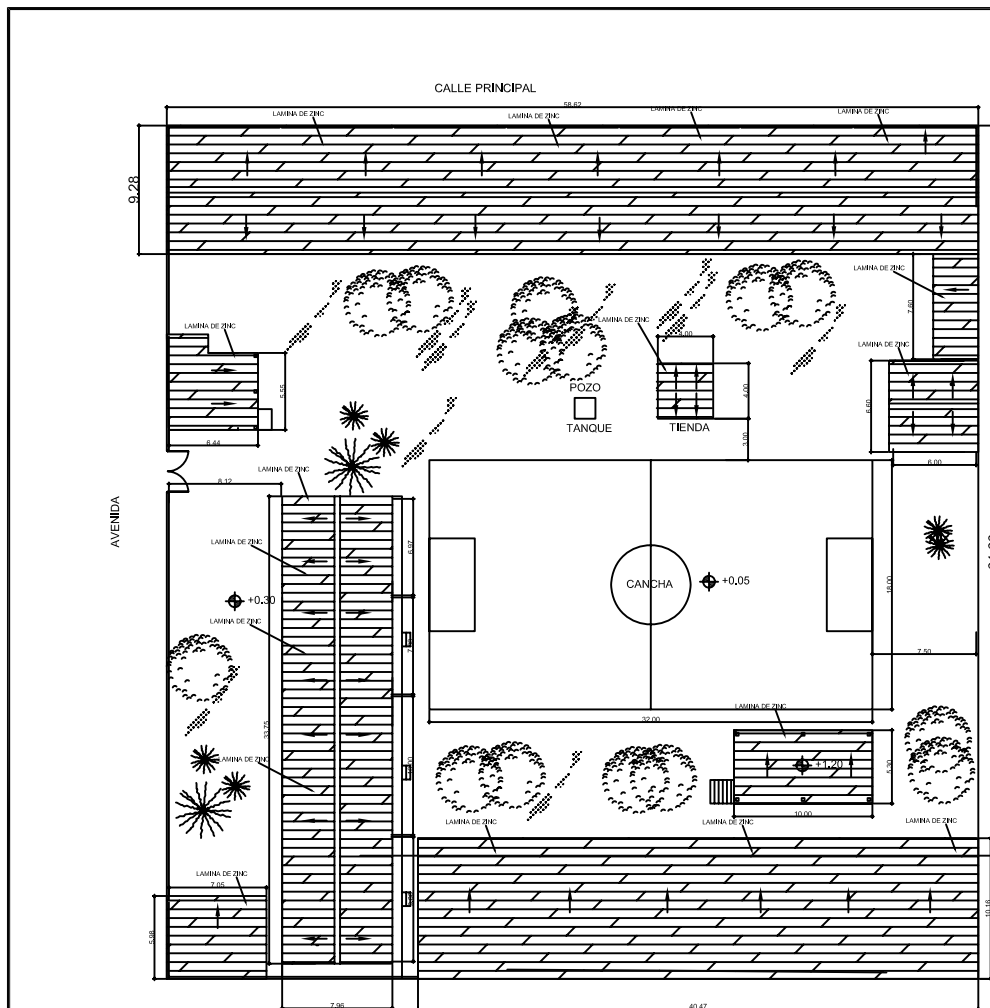 CALLE PRINCIPAL
58.62
LAMINA DE ZINC
LAMINA DE ZINC
LAMINA DE ZINC
LAMINA DE ZINC
9.28
LAMINA DE ZINC
7.60
LAMINA DE ZINC
LAMINA DE ZINC
LAMINA DE ZINC
5.55
6.44
POZO
TANQUE
TIENDA
4.00
3.00
6.60
6.00
AVENIDA
8.12
LAMINA DE ZINC
6.97
LAMINA DE ZINC
+0.30
LAMINA DE ZINC
CANCHA
+0.05
18.00
7.50
33.75
32.00
LAMINA DE ZINC
LAMINA DE ZINC
+1.20
5.30
10.00
LAMINA DE ZINC
LAMINA DE ZINC
LAMINA DE ZINC
LAMINA DE ZINC
7.05
5.98
10.16
7.96
40.47